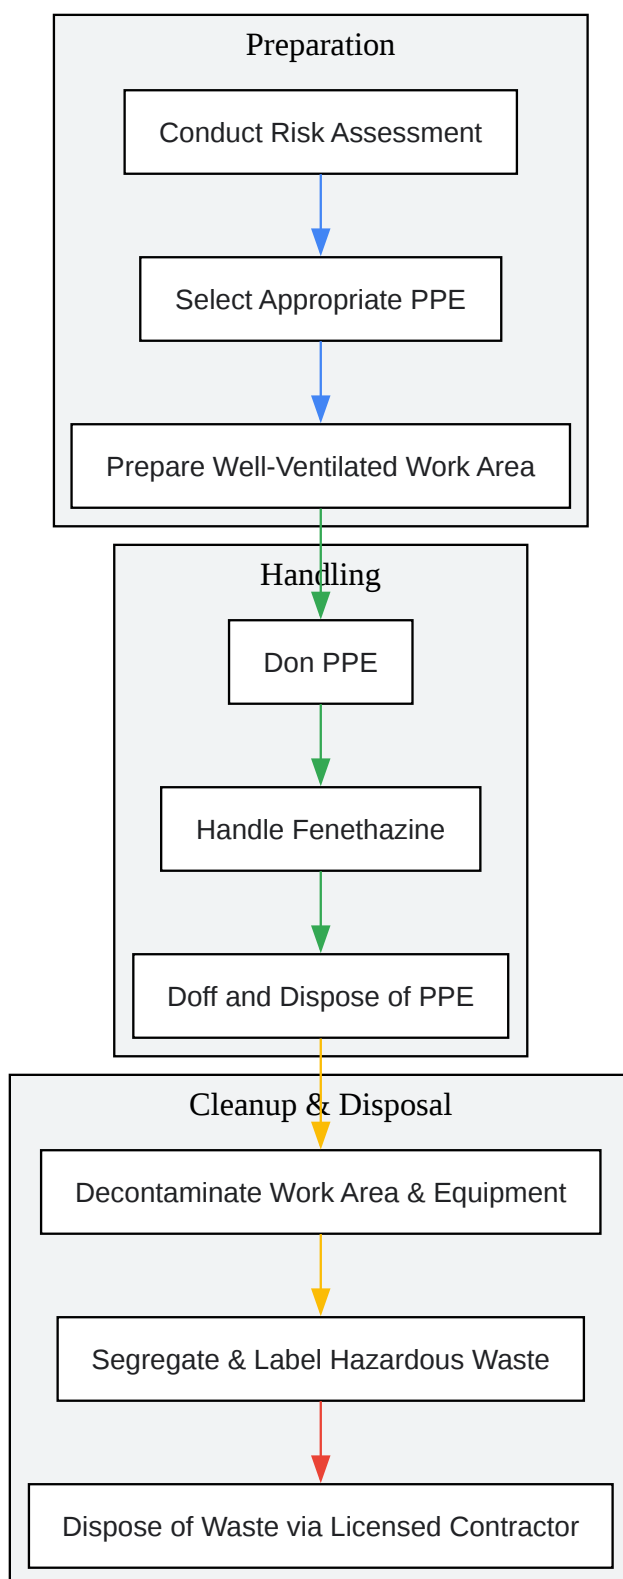 Preparation
Conduct Risk Assessment
Select Appropriate PPE
Prepare Well-Ventilated Work Area
Handling
Don PPE
Handle Fenethazine
Doff and Dispose of PPE
Cleanup & Disposal
Decontaminate Work Area & Equipment
Segregate & Label Hazardous Waste
Dispose of Waste via Licensed Contractor